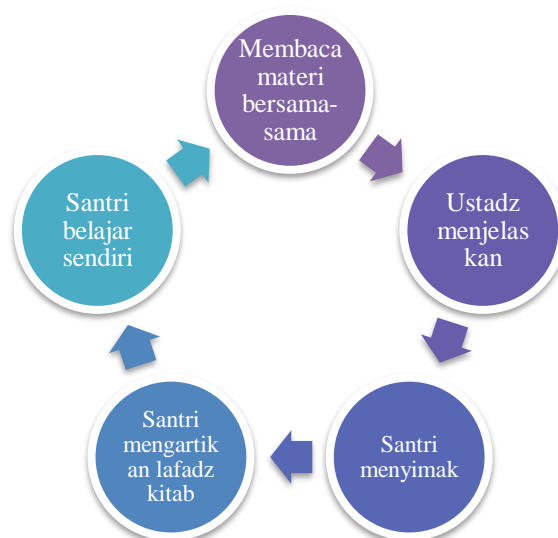 Membaca
materi
bersama-
sama
Ustadz
menjelas
kan
Santri
menyimak
Santri
mengartik
an lafadz
kitab
Santri
belajar
sendiri